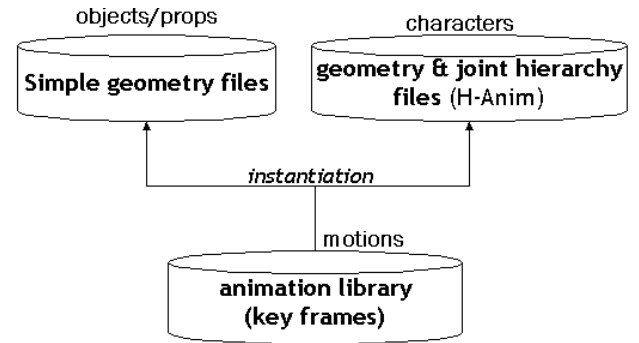 objects/props
characters
Simple geometry files
geometry & joint hierarchy
files (H-Anim)
instantiation
motions
animation library
(key frames)